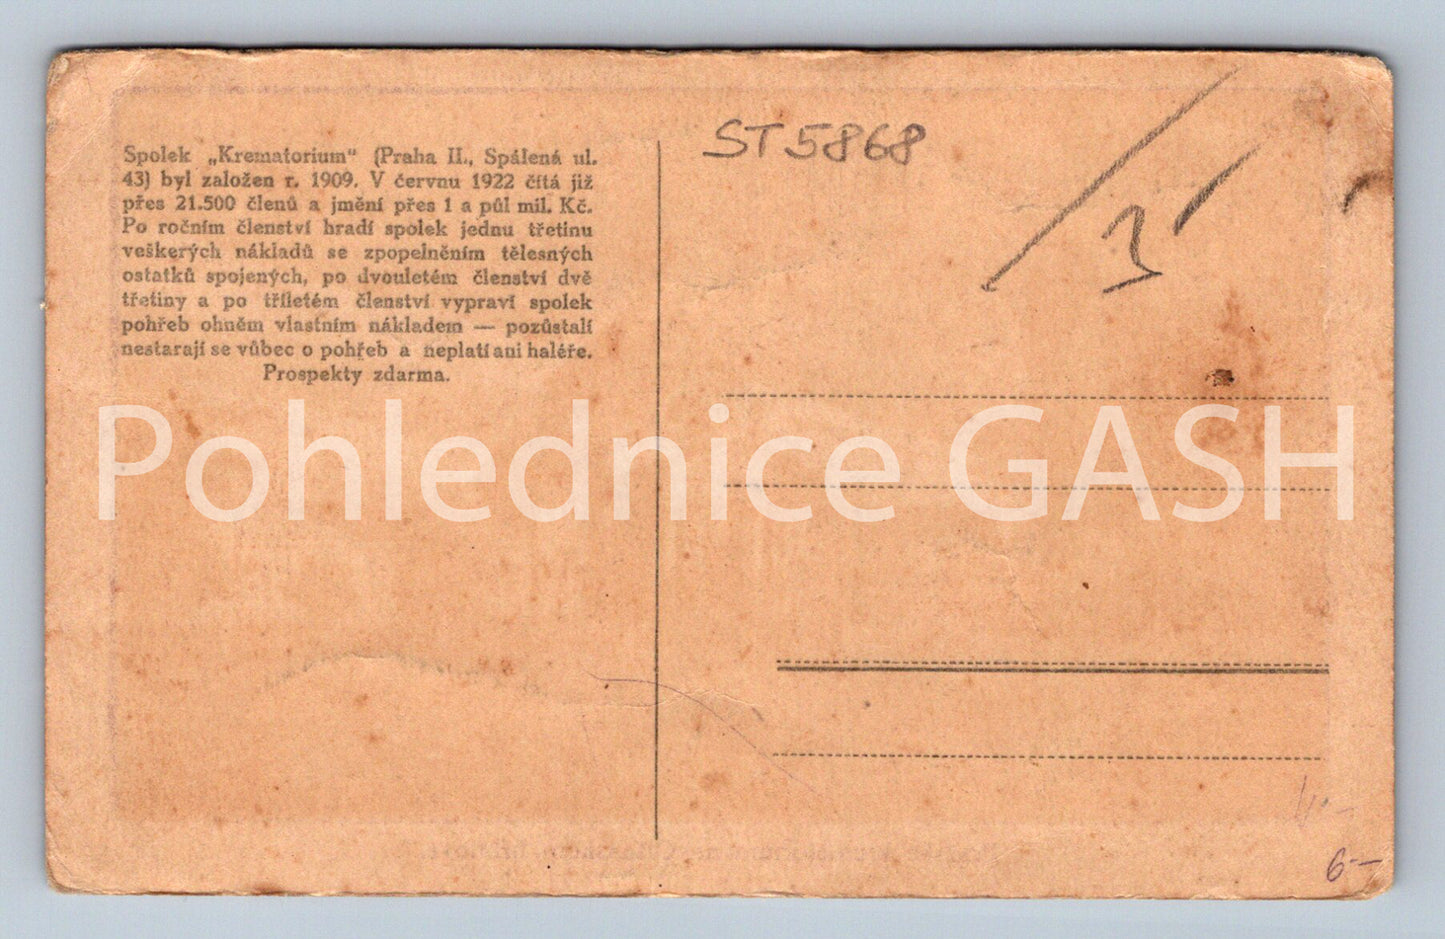 Spolek „Krematorium“ (Praha II., Spálená ul.
43) byl založen r. 1909. V červnu 1922 čítá již
přes 21.500 členů a jmění přes 1 a půl mil. Kč.
Po ročním členství hradí spolek jednu třetinu
veškerých nákladů se zpopelněním tělesných
ostatků spojených, po dvouletém členství dvě
třetiny a po tříletém členství vypraví spolek
pohřeb ohněm vlastním nákladem — pozůstalí
nestarají se vůbec o pohřeb a neplatí ani haléře.
Prospekty zdarma.
ST5868
Pohlednice GASH
6-